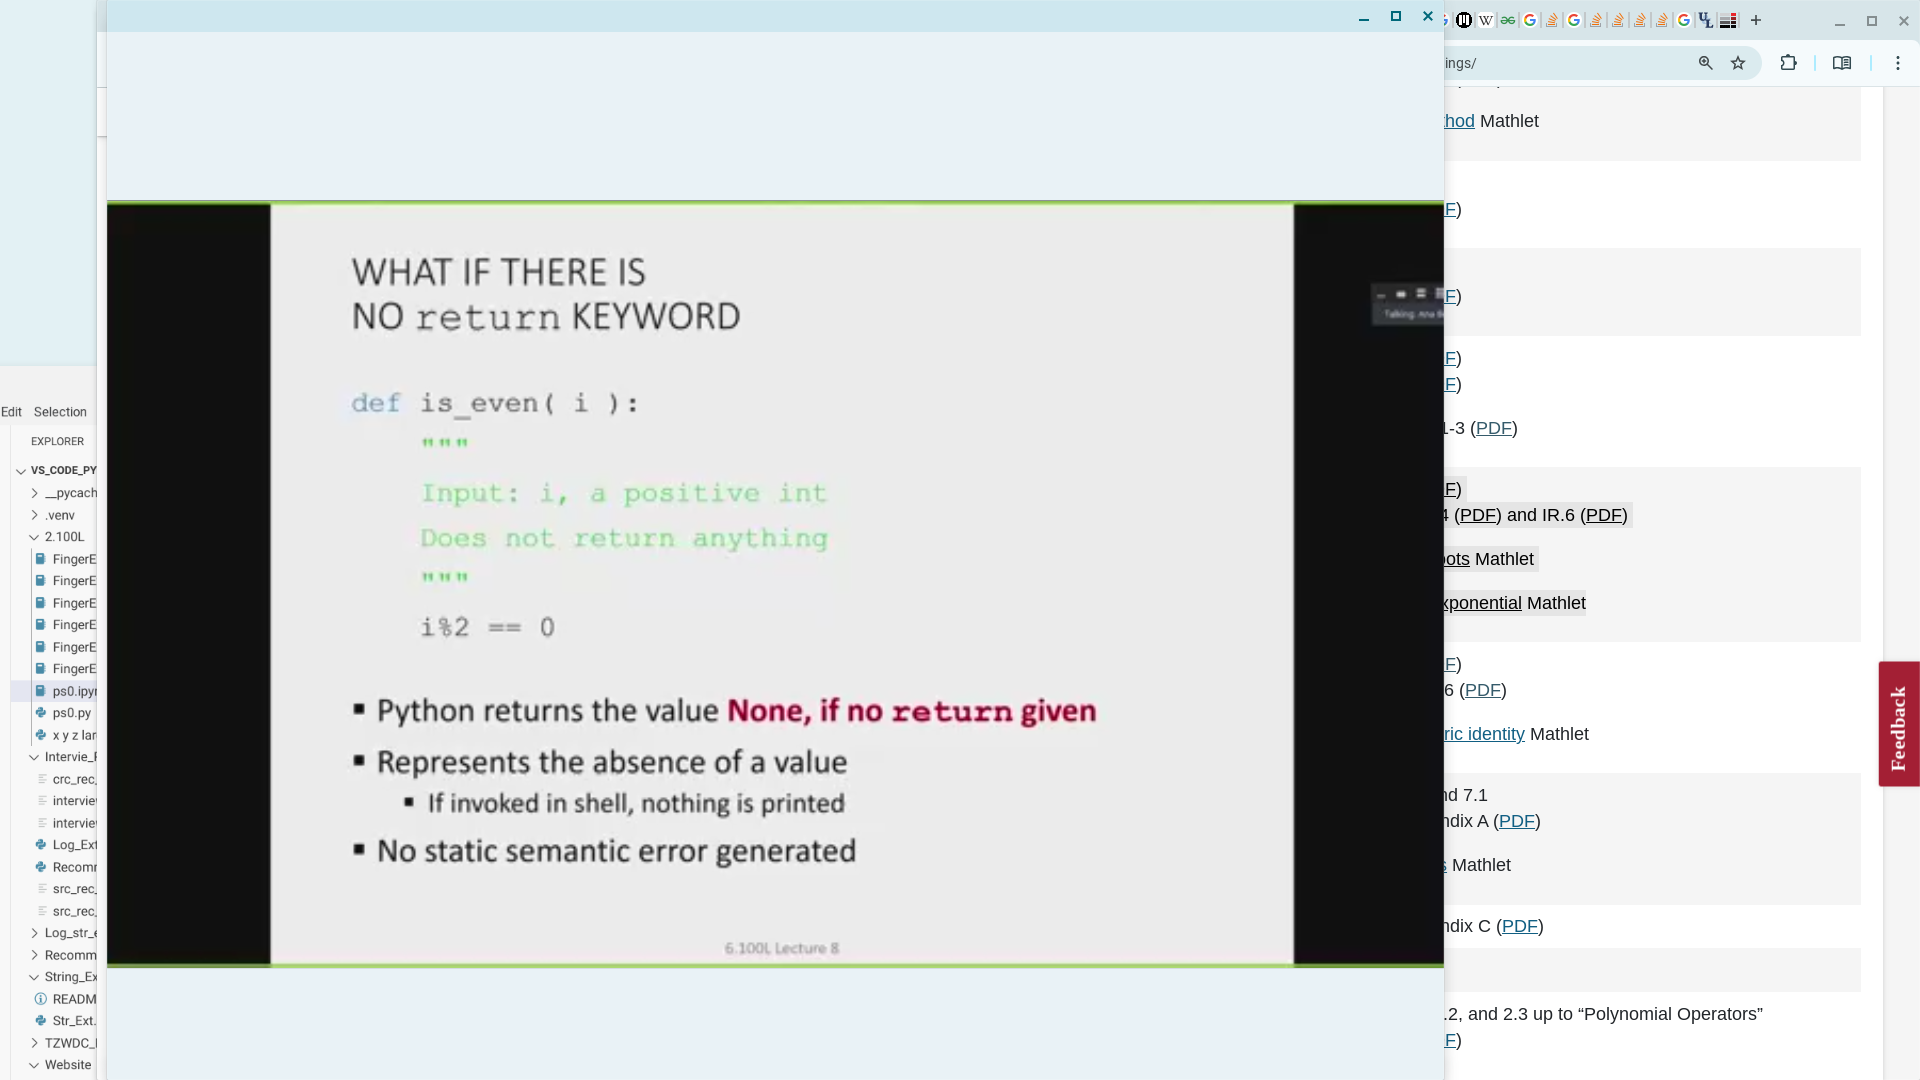 ings/
thod Mathlet
F)
F)
F)
F)
1-3 (PDF)
F)
4 (PDF) and IR.6 (PDF)
oots Mathlet
xponential Mathlet
F)
6 (PDF)
ric identity Mathlet
nd 7.1
ndix A (PDF)
s Mathlet
ndix C (PDF)
.2, and 2.3 up to “Polynomial Operators”
F)
Feedback
WHAT IF THERE IS
NO return KEYWORD
def is_even( i ):
"""
Input: i, a positive int
Does not return anything
"""
i%2 == 0
▪ Python returns the value None, if no return given
▪ Represents the absence of a value
▪ If invoked in shell, nothing is printed
▪ No static semantic error generated
6.100L Lecture 8
Talking: Ana B
Edit Selection
EXPLORER
VS_CODE_PY
__pycach
.venv
2.100L
FingerE
FingerE
FingerE
FingerE
FingerE
FingerE
ps0.ipyn
ps0.py
x y z lar
Intervie_F
crc_rec_
intervie
intervie
Log_Ext
Recomm
src_rec_
src_rec_
Log_str_e
Recomm
String_Ex
READM
Str_Ext.
TZWDC_
Website